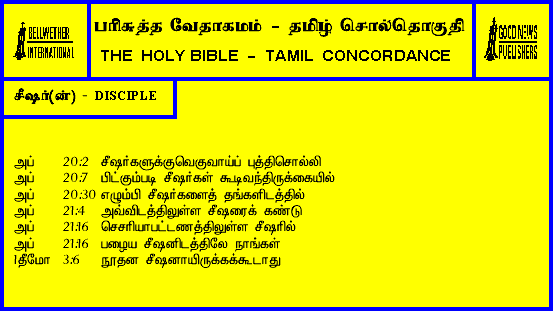 BELLWETHER
INTERNATIONAL
பரிசுத்த வேதாகமம் - தமிழ் சொல்தொகுதி
THE HOLY BIBLE - TAMIL CONCORDANCE
GOOD NEWS
PUBLISHERS
சீஷர்(ன்) - DISCIPLE
அப் 20:2 சீஷர்களுக்குவெகுவாய்ப் புத்திசொல்லி
அப் 20:7 பிட்கும்படி சீஷர்கள் கூடிவந்திருக்கையில்
அப் 20:30 எழும்பி சீஷர்களைத் தங்களிடத்தில்
அப் 21:4 அவ்விடத்திலுள்ள சீஷரைக் கண்டு
அப் 21:16 செசரியாபட்டணத்திலுள்ள சீஷரில்
அப் 21:16 பழைய சீஷனிடத்திலே நாங்கள்
1தீமோ 3:6 நூதன சீஷனாயிருக்கக்கூடாது